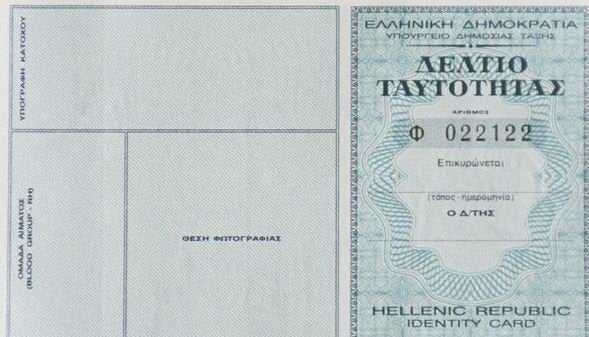 ΥΠΟΓΡΑΦΗ ΚΑΤΟΧΟΥ
ΟΜΑΔΑ ΑΙΜΑΤΟΣ
(BLOOD GROUP - RH)
ΘΕΣΗ ΦΩΤΟΓΡΑΦΙΑΣ
ΕΛΛΗΝΙΚΗ ΔΗΜΟΚΡΑΤΙΑ
ΥΠΟΥΡΓΕΙΟ ΔΗΜΟΣΙΑΣ ΤΑΞΗΣ
ΔΕΛΤΙΟ
ΤΑΥΤΟΤΗΤΑΣ
ΑΡΙΘΜΟΣ
Φ 022122
Επικυρώνεται
(τόπος - ημερομηνία)
Ο Δ/ΤΗΣ
HELLENIC REPUBLIC
IDENTITY CARD